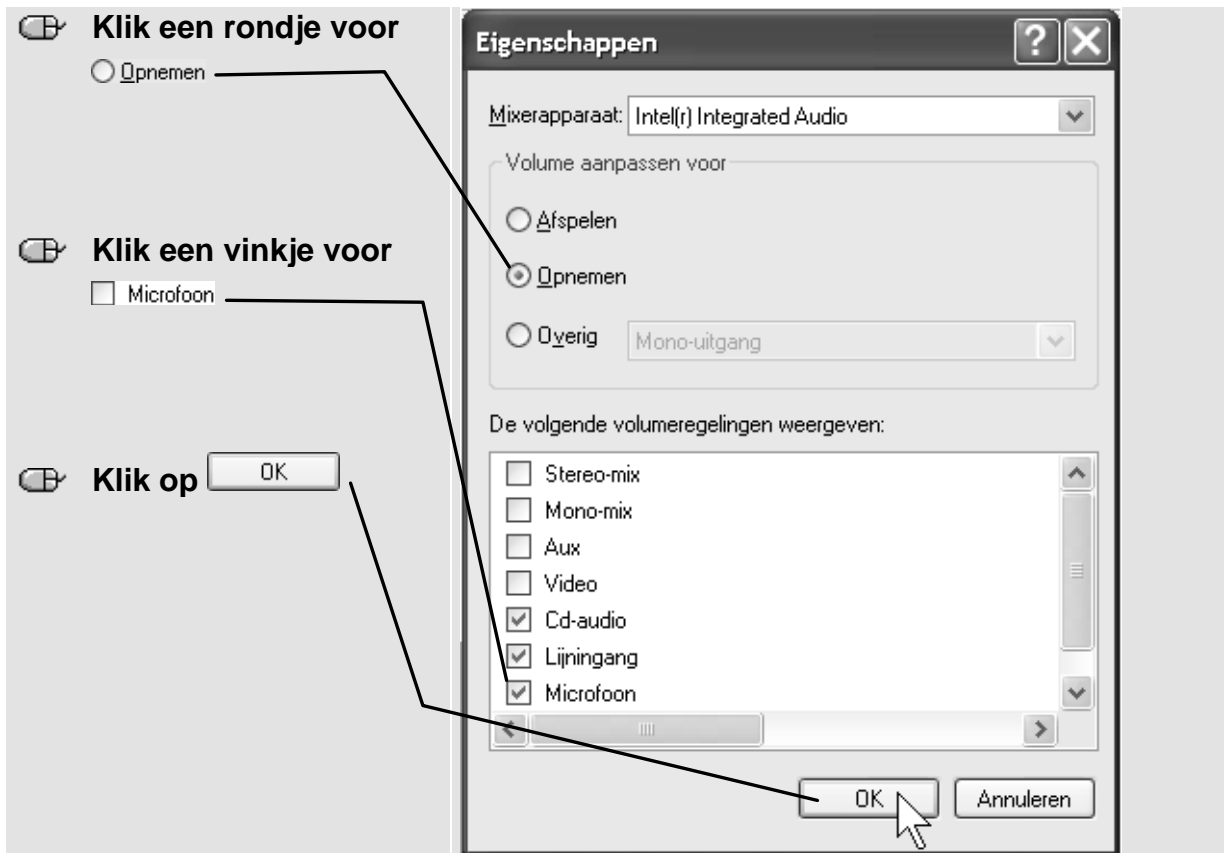 Klik een rondje voor
Opnemen
Klik een vinkje voor
Microfoon
Klik op OK
Eigenschappen
Mixerapparaat: Intel(r) Integrated Audio
Volume aanpassen voor
Afspelen
Opnemen
Overig Mono-uitgang
De volgende volumeregelingen weergeven:
Stereo-mix
Mono-mix
Aux
Video
Cd-audio
Lijningang
Microfoon
OK Annuleren